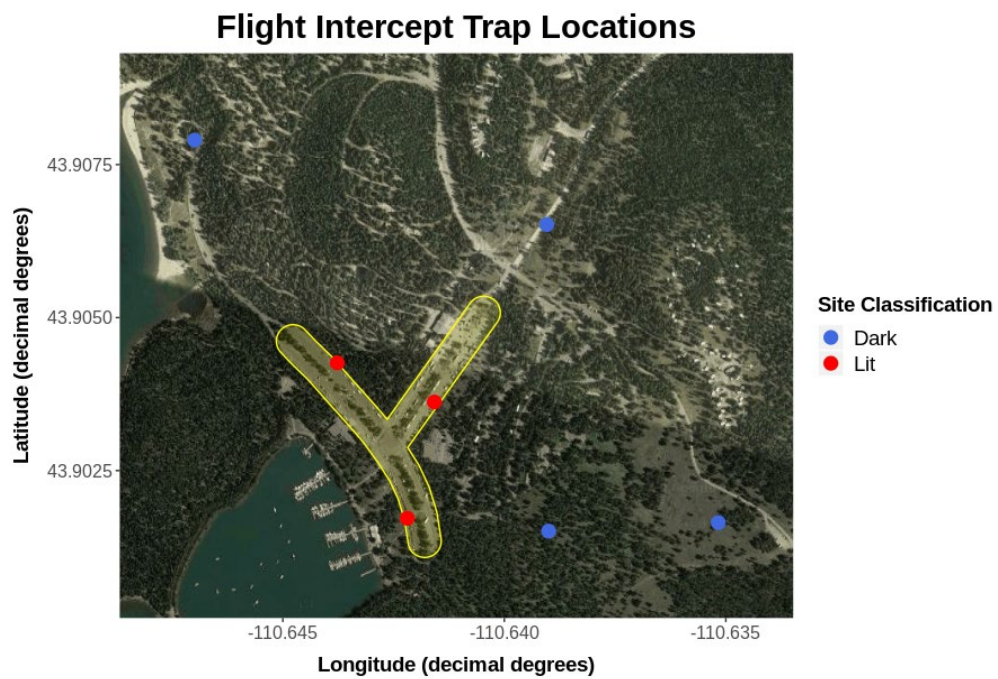 Flight Intercept Trap Locations
Latitude (decimal degrees)
43.9075
43.9050
43.9025
-110.645
-110.640
-110.635
Longitude (decimal degrees)
Site Classification
Dark
Lit